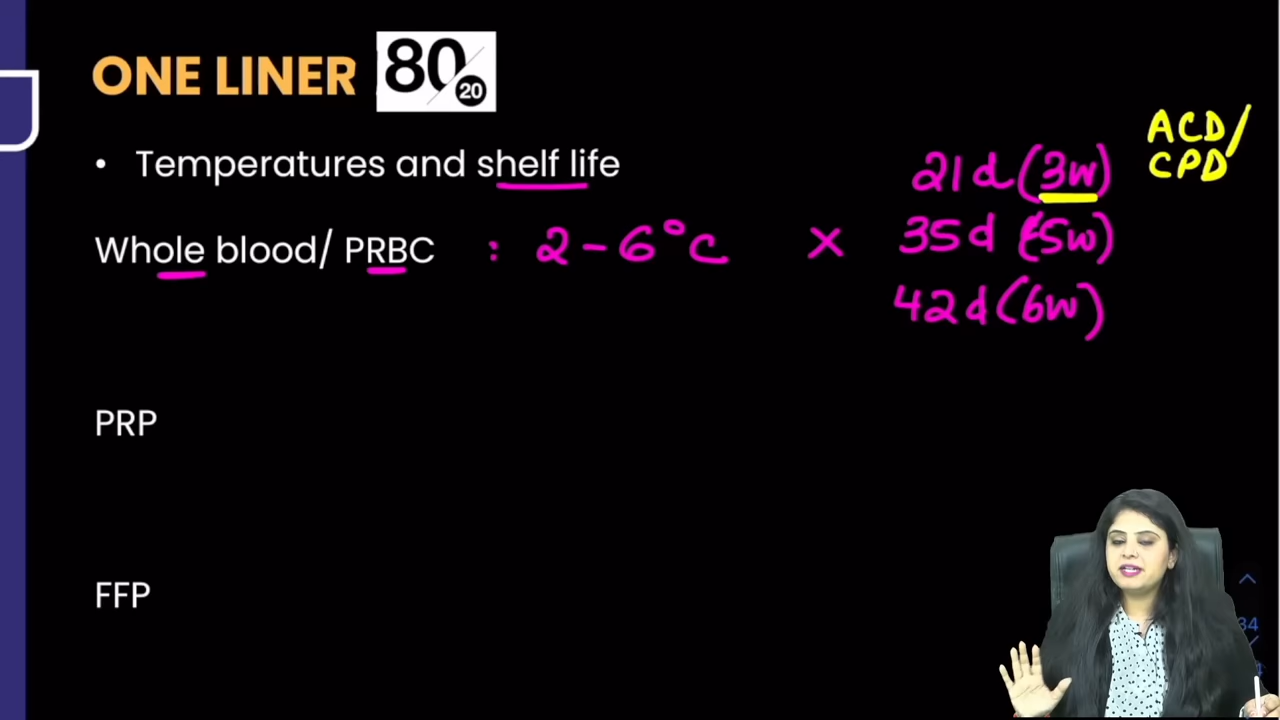 ONE LINER 80/20
• Temperatures and shelf life
ACD/
CPD
21d (3w)
Whole blood/ PRBC : 2-6°C × 35d (5w)
42d (6w)
PRP
FFP
34